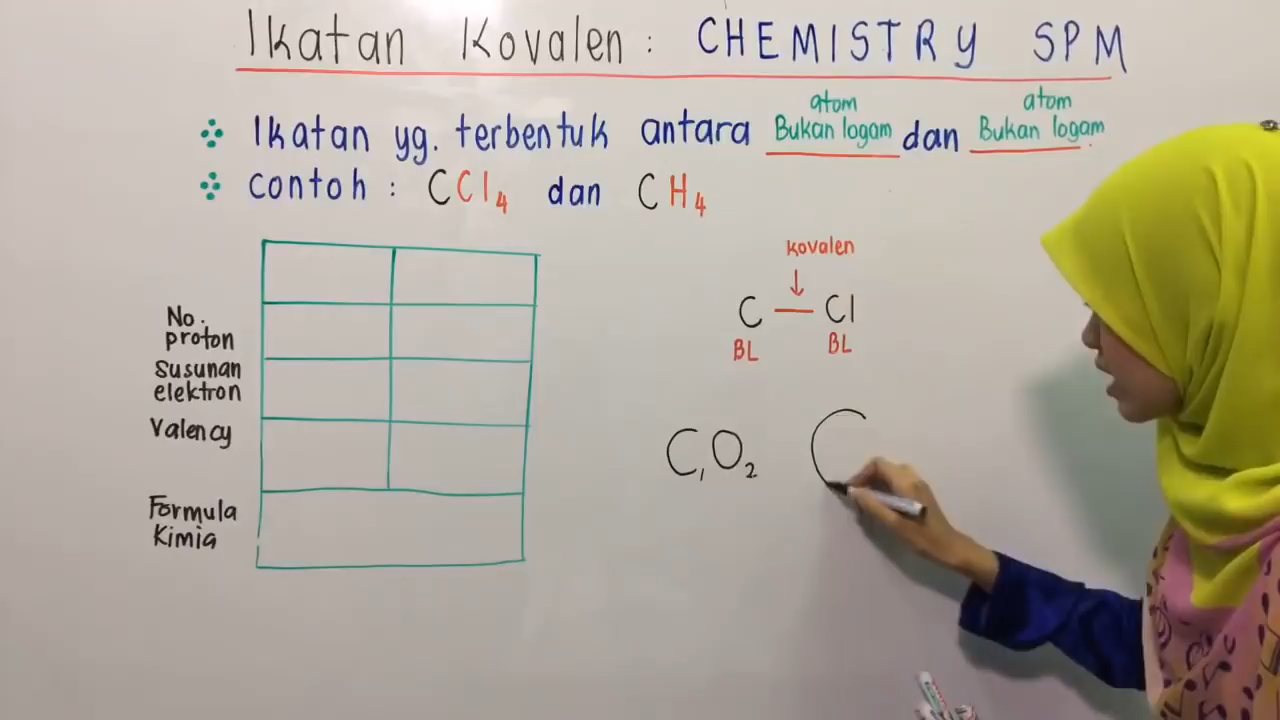 Ikatan Kovalen: CHEMISTRY SPM
atom atom
Ikatan yg. terbentuk antara Bukan logam dan Bukan logam
contoh : CCl₄ dan CH₄
kovalen
C — Cl
BL BL
No.
proton
Susunan
elektron
Valency
Formula
Kimia
C₁O₂ C